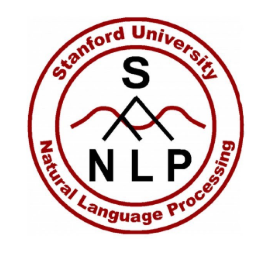 Stanford University
S
NLP
Natural Language Processing